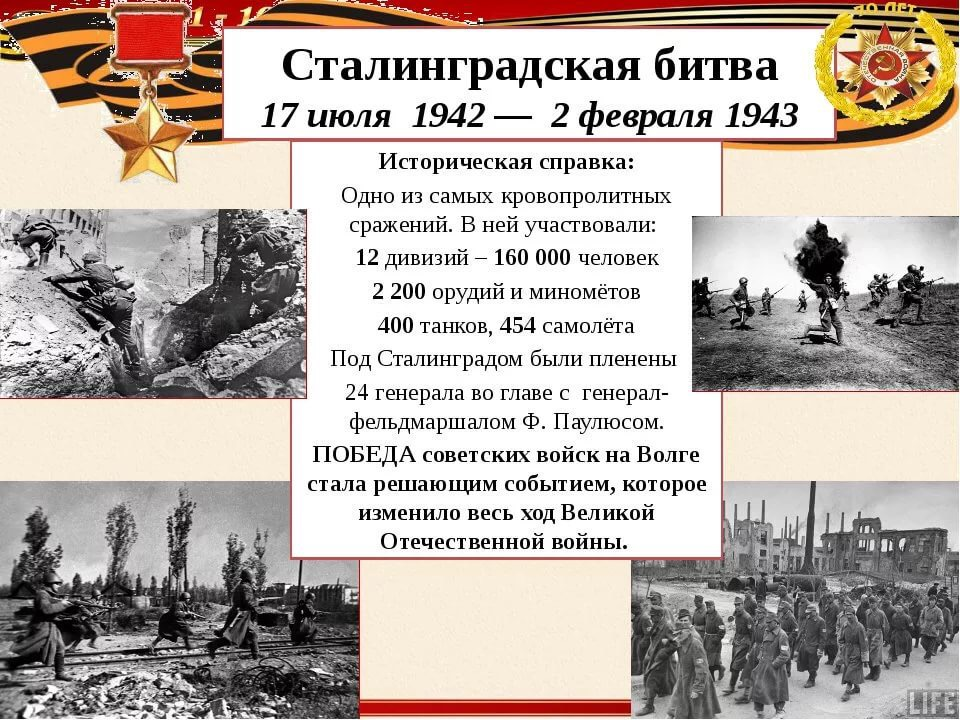 Сталинградская битва
17 июля 1942 — 2 февраля 1943
Историческая справка:
Одно из самых кровопролитных
сражений. В ней участвовали:
12 дивизий – 160 000 человек
2 200 орудий и миномётов
400 танков, 454 самолёта
Под Сталинградом были пленены
24 генерала во главе с генерал-
фельдмаршалом Ф. Паулюсом.
ПОБЕДА советских войск на Волге
стала решающим событием, которое
изменило весь ход Великой
Отечественной войны.
LIFE